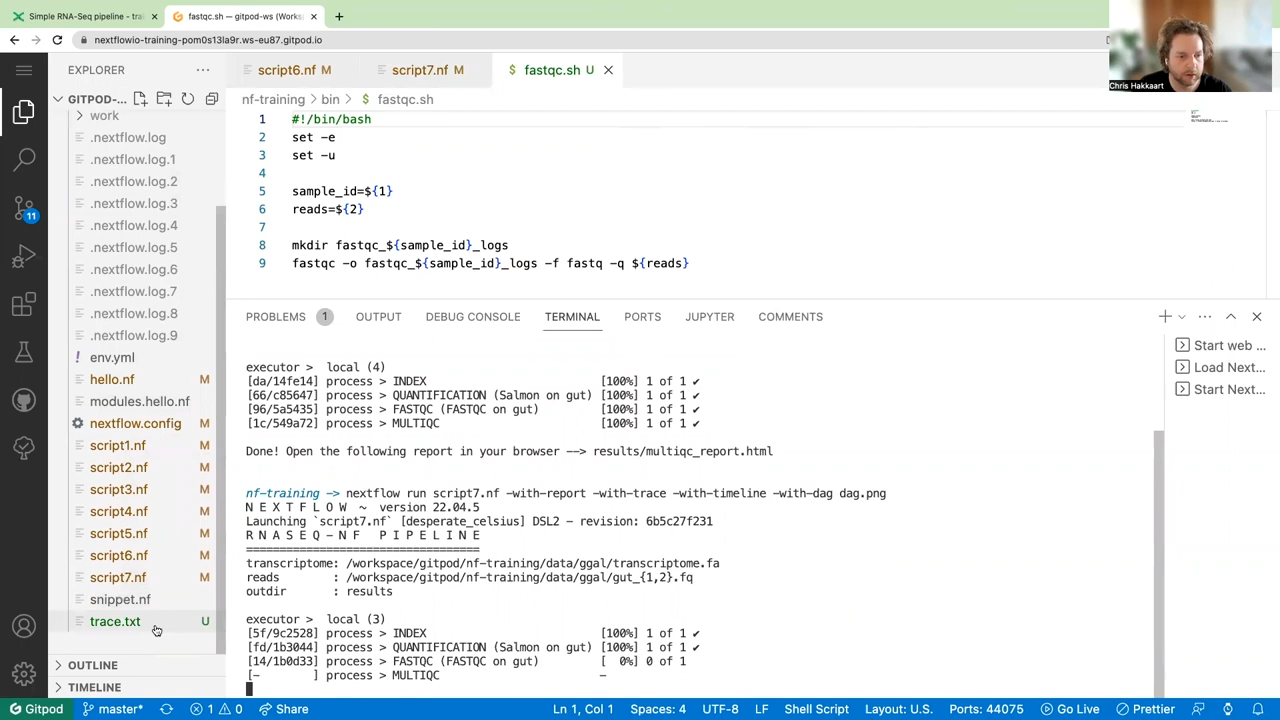 Simple RNA-Seq pipeline - trai
fastqc.sh — gitpod-ws (Works
nextflowio-training-pom0s13la9r.ws-eu87.gitpod.io
Chris Hakkaart
EXPLORER
GITPOD-...
work
.nextflow.log
.nextflow.log.1
.nextflow.log.2
.nextflow.log.3
.nextflow.log.4
.nextflow.log.5
.nextflow.log.6
.nextflow.log.7
.nextflow.log.8
.nextflow.log.9
! env.yml
hello.nf M
modules.hello.nf
nextflow.config M
script1.nf M
script2.nf M
script3.nf M
script4.nf M
script5.nf M
script6.nf M
script7.nf M
snippet.nf
trace.txt U
OUTLINE
TIMELINE
11
script6.nf M
script7.nf M
$ fastqc.sh U
nf-training > bin > $ fastqc.sh
1 #!/bin/bash
2 set -e
3 set -u
4
5 sample_id=${1}
6 reads=${2}
7
8 mkdir fastqc_${sample_id}_logs
9 fastqc -o fastqc_${sample_id}_logs -f fastq -q ${reads}
PROBLEMS 1 OUTPUT DEBUG CONSOLE TERMINAL PORTS JUPYTER COMMENTS
executor > local (4)
[da/14fe14] process > INDEX [100%] 1 of 1 ✔
[66/c85647] process > QUANTIFICATION (Salmon on gut) [100%] 1 of 1 ✔
[96/5a5435] process > FASTQC (FASTQC on gut) [100%] 1 of 1 ✔
[1c/549a72] process > MULTIQC [100%] 1 of 1 ✔
Done! Open the following report in your browser --> results/multiqc_report.html
nf-training -> nextflow run script7.nf -with-report -with-trace -with-timeline -with-dag dag.png
N E X T F L O W ~ version 22.04.5
Launching `script7.nf` [desperate_celsius] DSL2 - revision: 6b5c27f231
R N A S E Q - N F P I P E L I N E
===================================
transcriptome: /workspace/gitpod/nf-training/data/ggal/transcriptome.fa
reads : /workspace/gitpod/nf-training/data/ggal/gut_{1,2}.fq
outdir : results
executor > local (3)
[5f/9c2528] process > INDEX [100%] 1 of 1 ✔
[fd/1b3044] process > QUANTIFICATION (Salmon on gut) [100%] 1 of 1 ✔
[14/1b0d33] process > FASTQC (FASTQC on gut) [ 0%] 0 of 1
[- ] process > MULTIQC -
Start web ...
Load Next...
Start Next...
Gitpod master* 1 0 Share Ln 1, Col 1 Spaces: 4 UTF-8 LF Shell Script Layout: U.S. Ports: 44075 Go Live Prettier